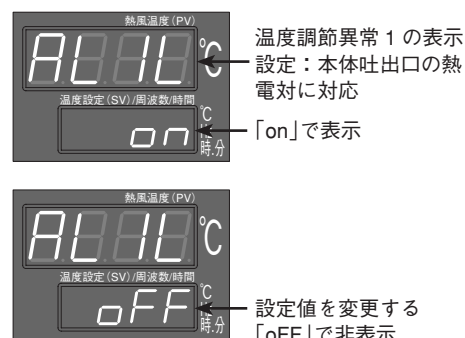 熱風温度(PV)
AL 1L ℃
温度調節異常1の表示
設定：本体吐出口の熱
電対に対応
温度設定(SV)/周波数/時間
℃
on 時.分
「on」で表示
熱風温度(PV)
AL 1L ℃
温度設定(SV)/周波数/時間
℃
oFF 時.分
設定値を変更する
「oFF」で非表示